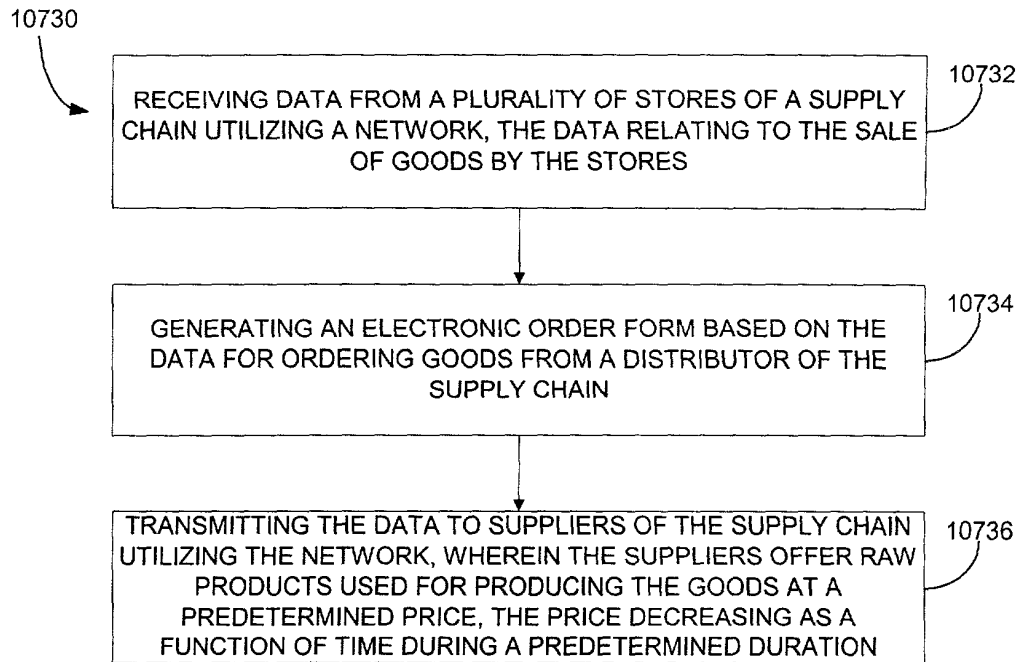 10730
10732
RECEIVING DATA FROM A PLURALITY OF STORES OF A SUPPLY
CHAIN UTILIZING A NETWORK, THE DATA RELATING TO THE SALE
OF GOODS BY THE STORES
10734
GENERATING AN ELECTRONIC ORDER FORM BASED ON THE
DATA FOR ORDERING GOODS FROM A DISTRIBUTOR OF THE
SUPPLY CHAIN
10736
TRANSMITTING THE DATA TO SUPPLIERS OF THE SUPPLY CHAIN
UTILIZING THE NETWORK, WHEREIN THE SUPPLIERS OFFER RAW
PRODUCTS USED FOR PRODUCING THE GOODS AT A
PREDETERMINED PRICE, THE PRICE DECREASING AS A
FUNCTION OF TIME DURING A PREDETERMINED DURATION